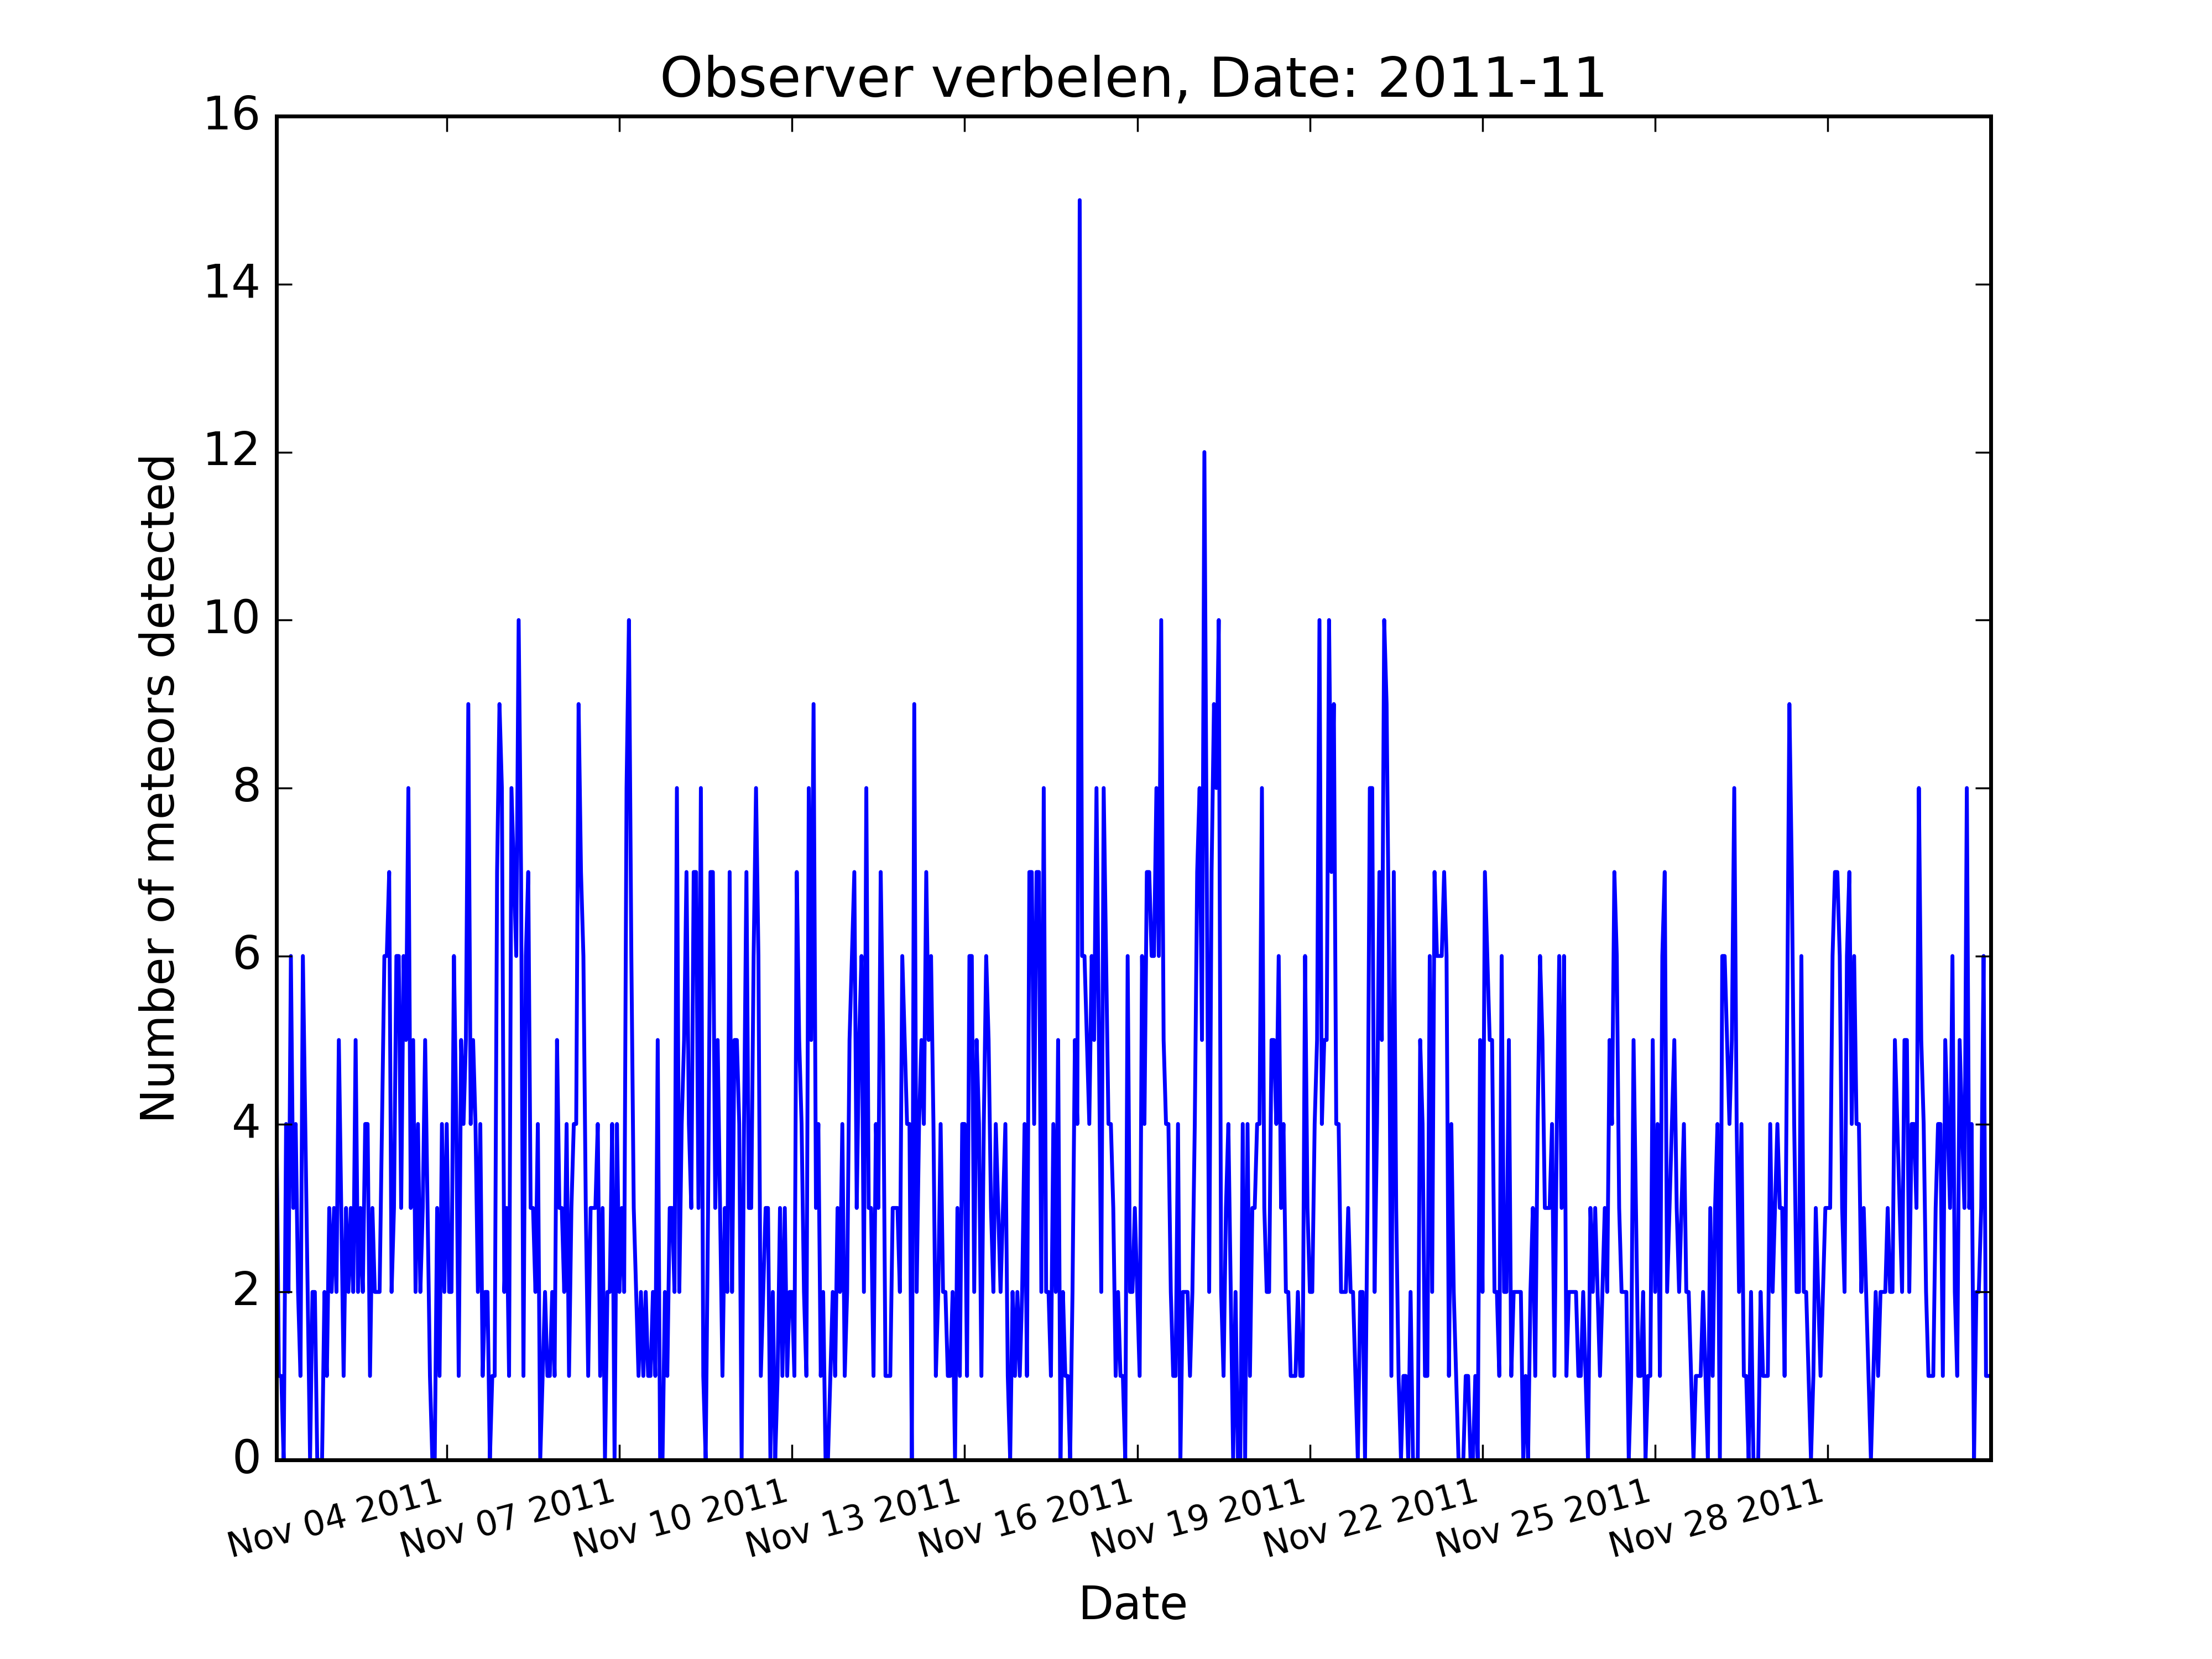 Observer verbelen, Date: 2011-11
16
14
12
10
8
6
4
2
0
Number of meteors detected
Nov 04 2011
Nov 07 2011
Nov 10 2011
Nov 13 2011
Nov 16 2011
Nov 19 2011
Nov 22 2011
Nov 25 2011
Nov 28 2011
Date